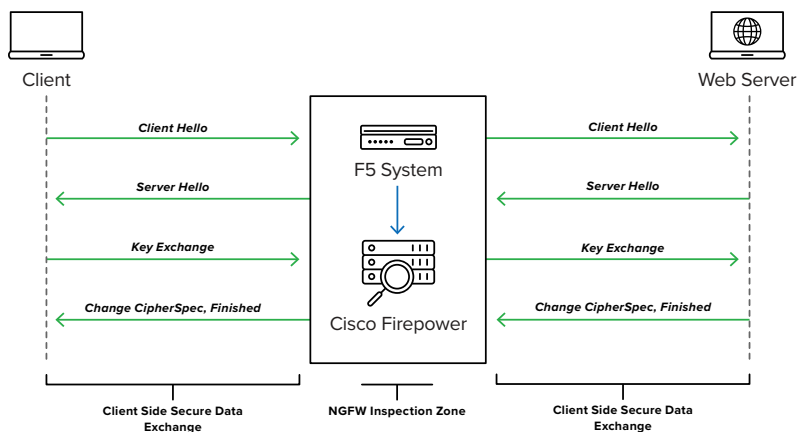 Client
Web Server
Client Hello
Client Hello
F5 System
Server Hello
Server Hello
Key Exchange
Key Exchange
Change CipherSpec, Finished
Change CipherSpec, Finished
Cisco Firepower
Client Side Secure Data
Exchange
NGFW Inspection Zone
Client Side Secure Data
Exchange